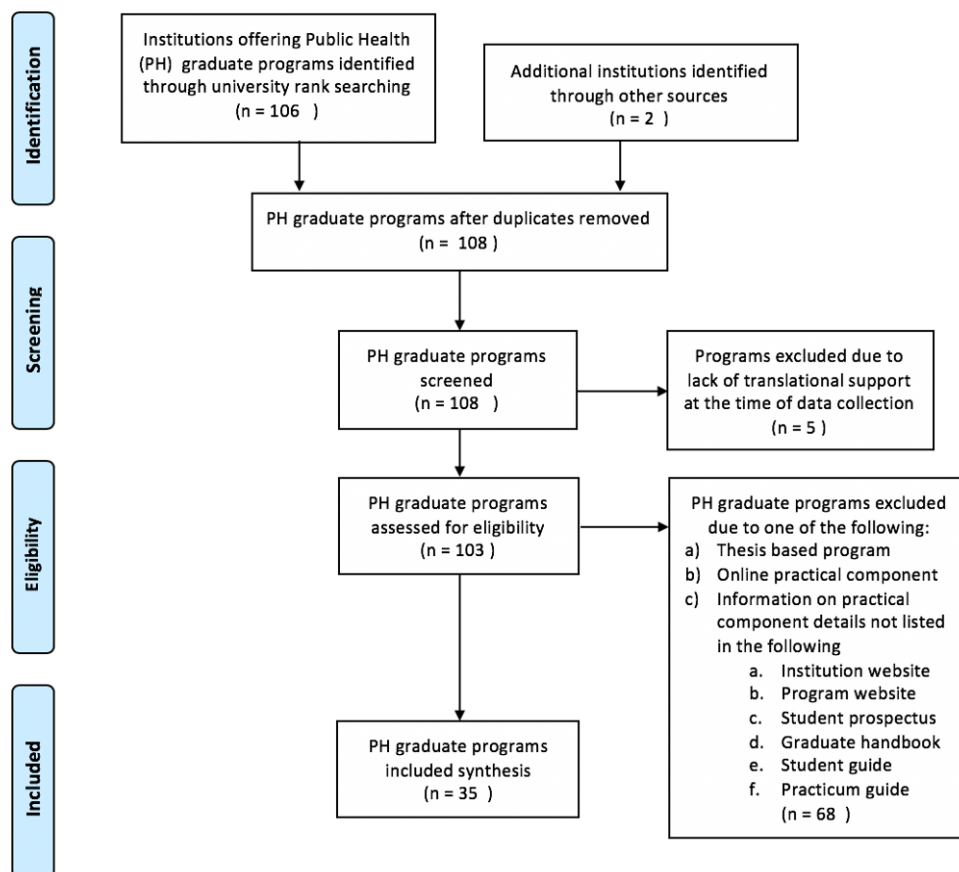 Identification
Institutions offering Public Health
(PH) graduate programs identified
through university rank searching
(n = 106 )
Additional institutions identified
through other sources
(n = 2 )
PH graduate programs after duplicates removed
(n = 108 )
Screening
PH graduate programs
screened
(n = 108 )
Programs excluded due to
lack of translational support
at the time of data collection
(n = 5 )
Eligibility
PH graduate programs
assessed for eligibility
(n = 103 )
PH graduate programs excluded
due to one of the following:
a) Thesis based program
b) Online practical component
c) Information on practical
component details not listed
in the following
a. Institution website
b. Program website
c. Student prospectus
d. Graduate handbook
e. Student guide
f. Practicum guide
(n = 68 )
Included
PH graduate programs
included synthesis
(n = 35 )